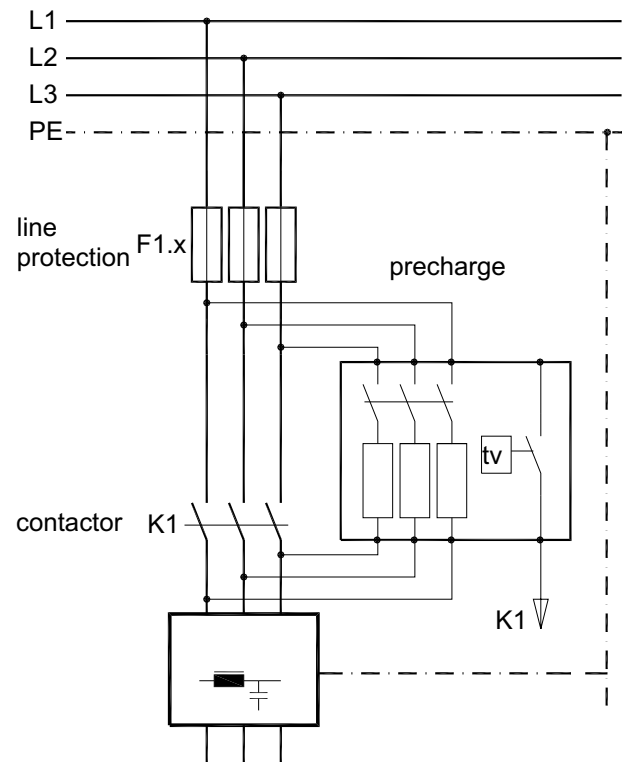 L1
L2
L3
PE
line
protection
F1.x
precharge
tv
contactor
K1
K1